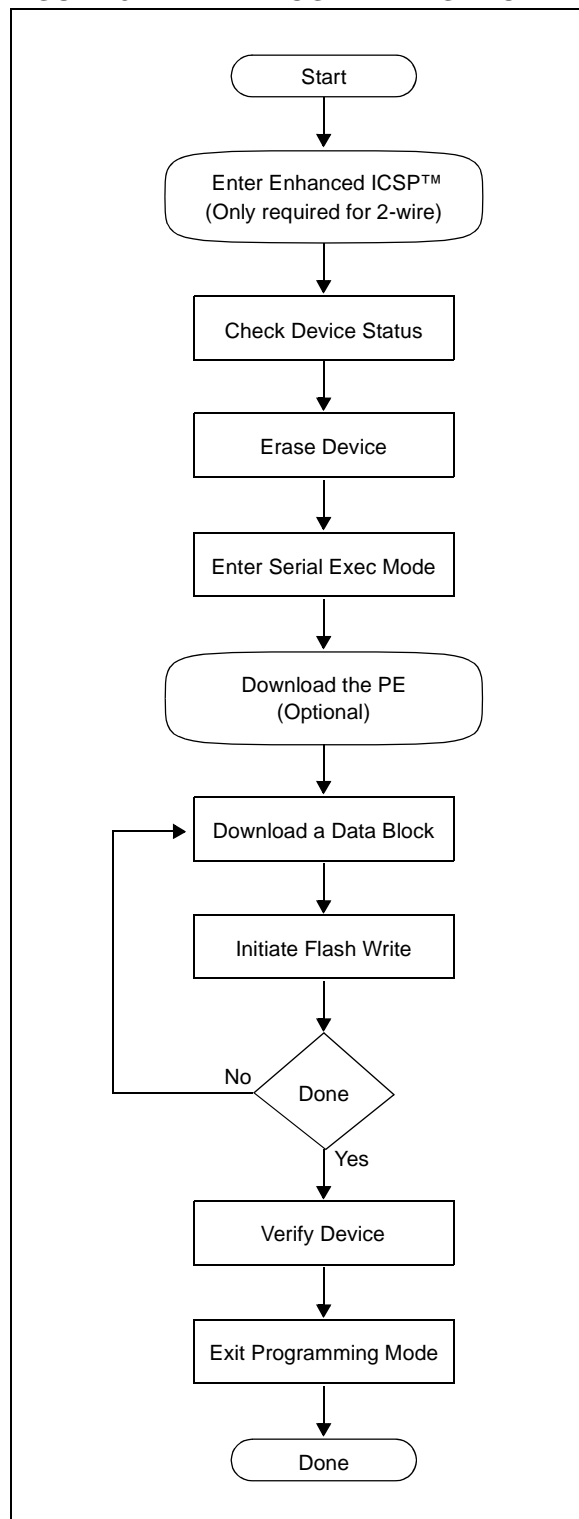 Start
Enter Enhanced ICSP™
(Only required for 2-wire)
Check Device Status
Erase Device
Enter Serial Exec Mode
Download the PE
(Optional)
Download a Data Block
Initiate Flash Write
No
Done
Yes
Verify Device
Exit Programming Mode
Done